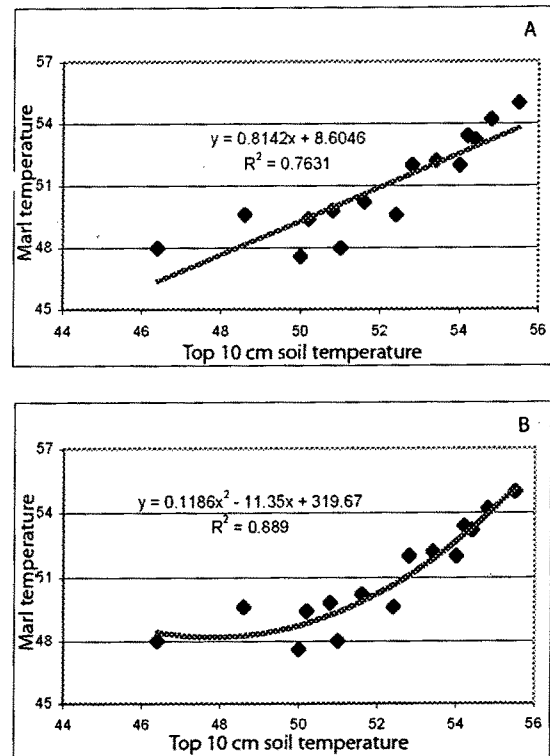 A
57
54
51
48
45
Marl temperature
y = 0.8142x + 8.6046
R² = 0.7631
44 46 48 50 52 54 56
Top 10 cm soil temperature
B
57
54
51
48
45
Marl temperature
y = 0.1186x² - 11.35x + 319.67
R² = 0.889
44 46 48 50 52 54 56
Top 10 cm soil temperature